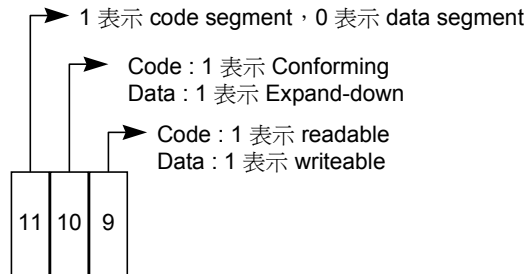 1 表示 code segment，0 表示 data segment
Code : 1 表示 Conforming
Data : 1 表示 Expand-down
Code : 1 表示 readable
Data : 1 表示 writeable
11 10 9